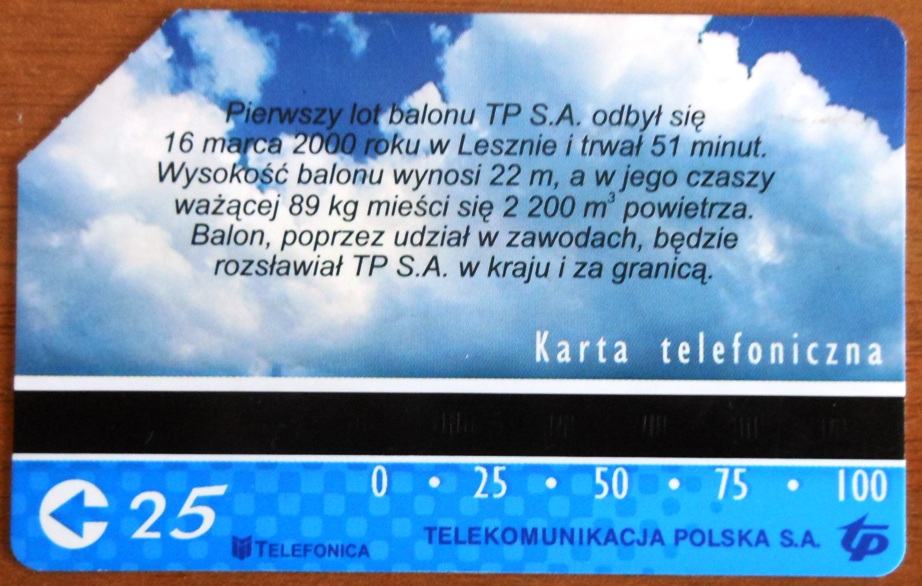 Pierwszy lot balonu TP S.A. odbył się
16 marca 2000 roku w Lesznie i trwał 51 minut.
Wysokość balonu wynosi 22 m, a w jego czaszy
ważącej 89 kg mieści się 2 200 m³ powietrza.
Balon, poprzez udział w zawodach, będzie
rozsławiał TP S.A. w kraju i za granicą.
Karta telefoniczna
0 • 25 • 50 • 75 • 100
25
TELEFONICA
TELEKOMUNIKACJA POLSKA S.A.
tp